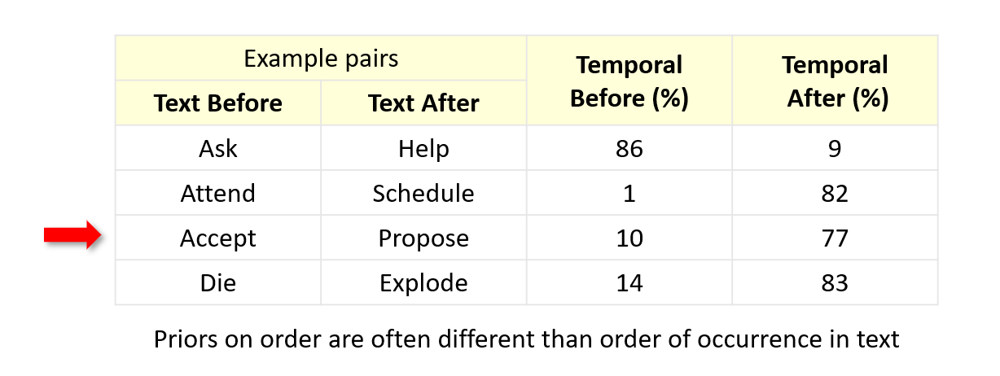 Example pairs
Temporal Before (%)
Temporal After (%)
Text Before
Text After
Ask Help 86 9
Attend Schedule 1 82
Accept Propose 10 77
Die Explode 14 83
Priors on order are often different than order of occurrence in text